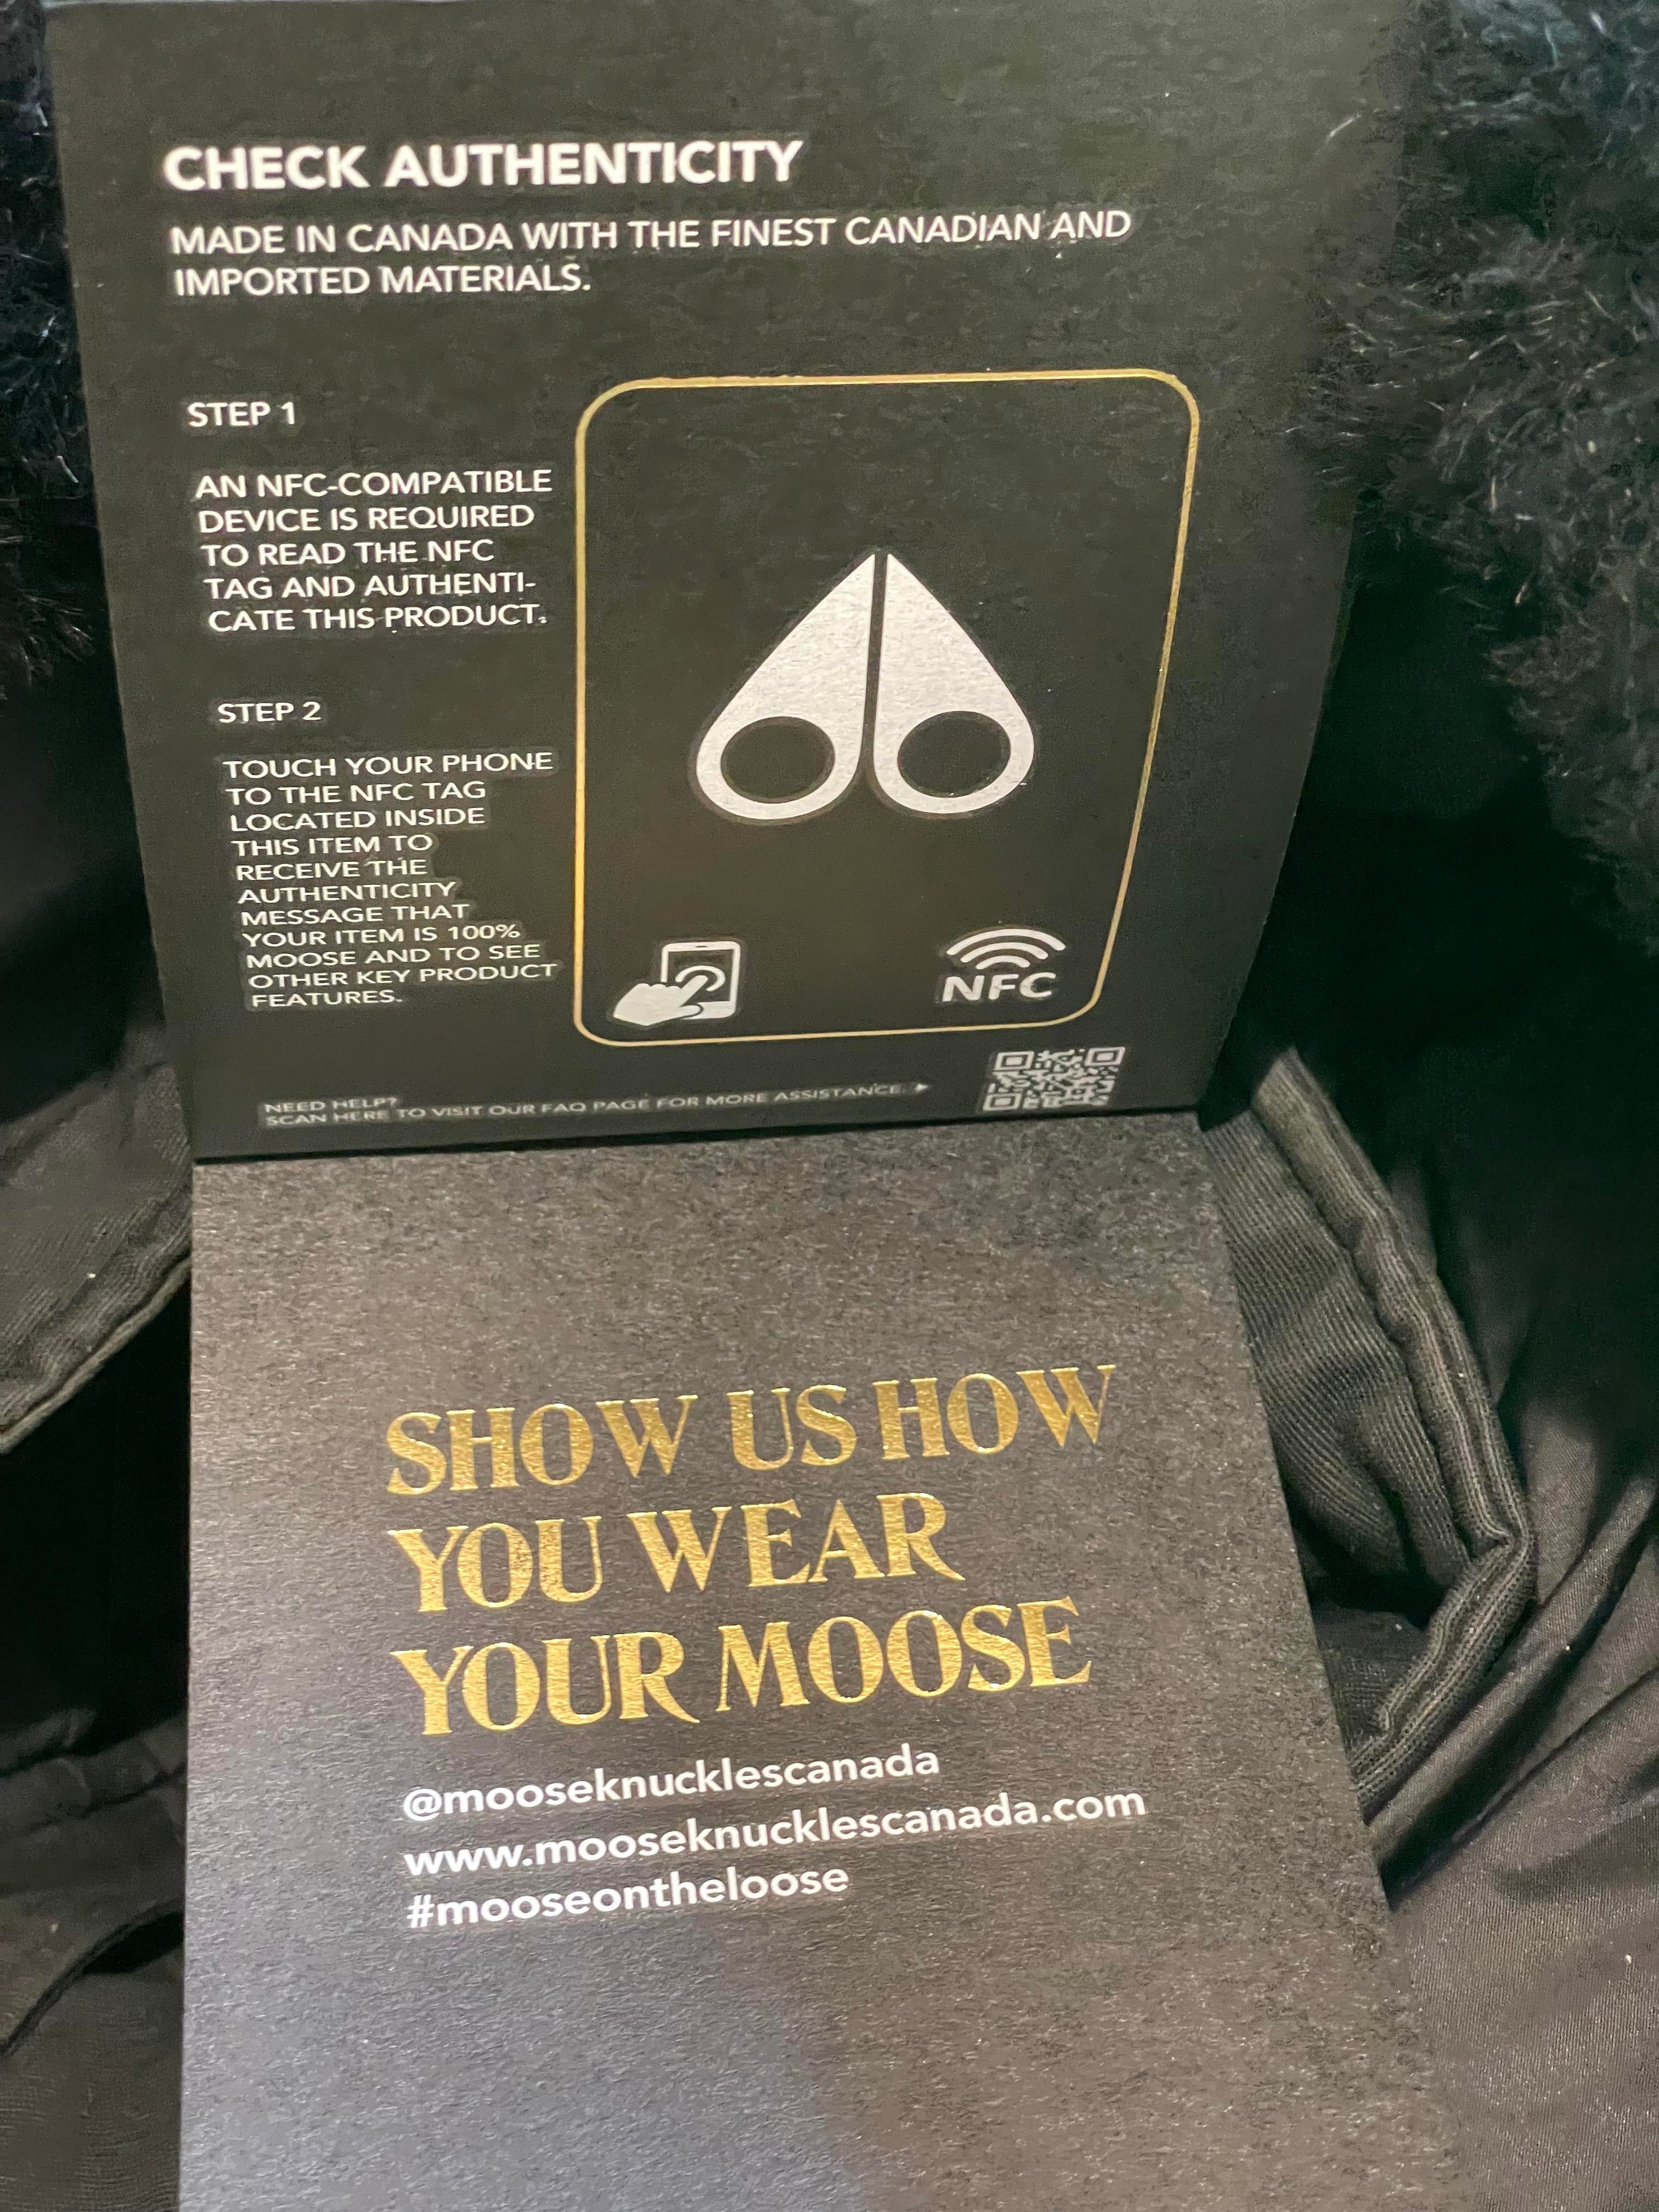 CHECK AUTHENTICITY
MADE IN CANADA WITH THE FINEST CANADIAN AND
IMPORTED MATERIALS.
STEP 1
AN NFC-COMPATIBLE
DEVICE IS REQUIRED
TO READ THE NFC
TAG AND AUTHENTI-
CATE THIS PRODUCT.
STEP 2
TOUCH YOUR PHONE
TO THE NFC TAG
LOCATED INSIDE
THIS ITEM TO
RECEIVE THE
AUTHENTICITY
MESSAGE THAT
YOUR ITEM IS 100%
MOOSE AND TO SEE
OTHER KEY PRODUCT
FEATURES.
NFC
NEED HELP?
SCAN HERE TO VISIT OUR FAQ PAGE FOR MORE ASSISTANCE.
SHOW US HOW
YOU WEAR
YOUR MOOSE
@mooseknucklescanada
www.mooseknucklescanada.com
#mooseontheloose